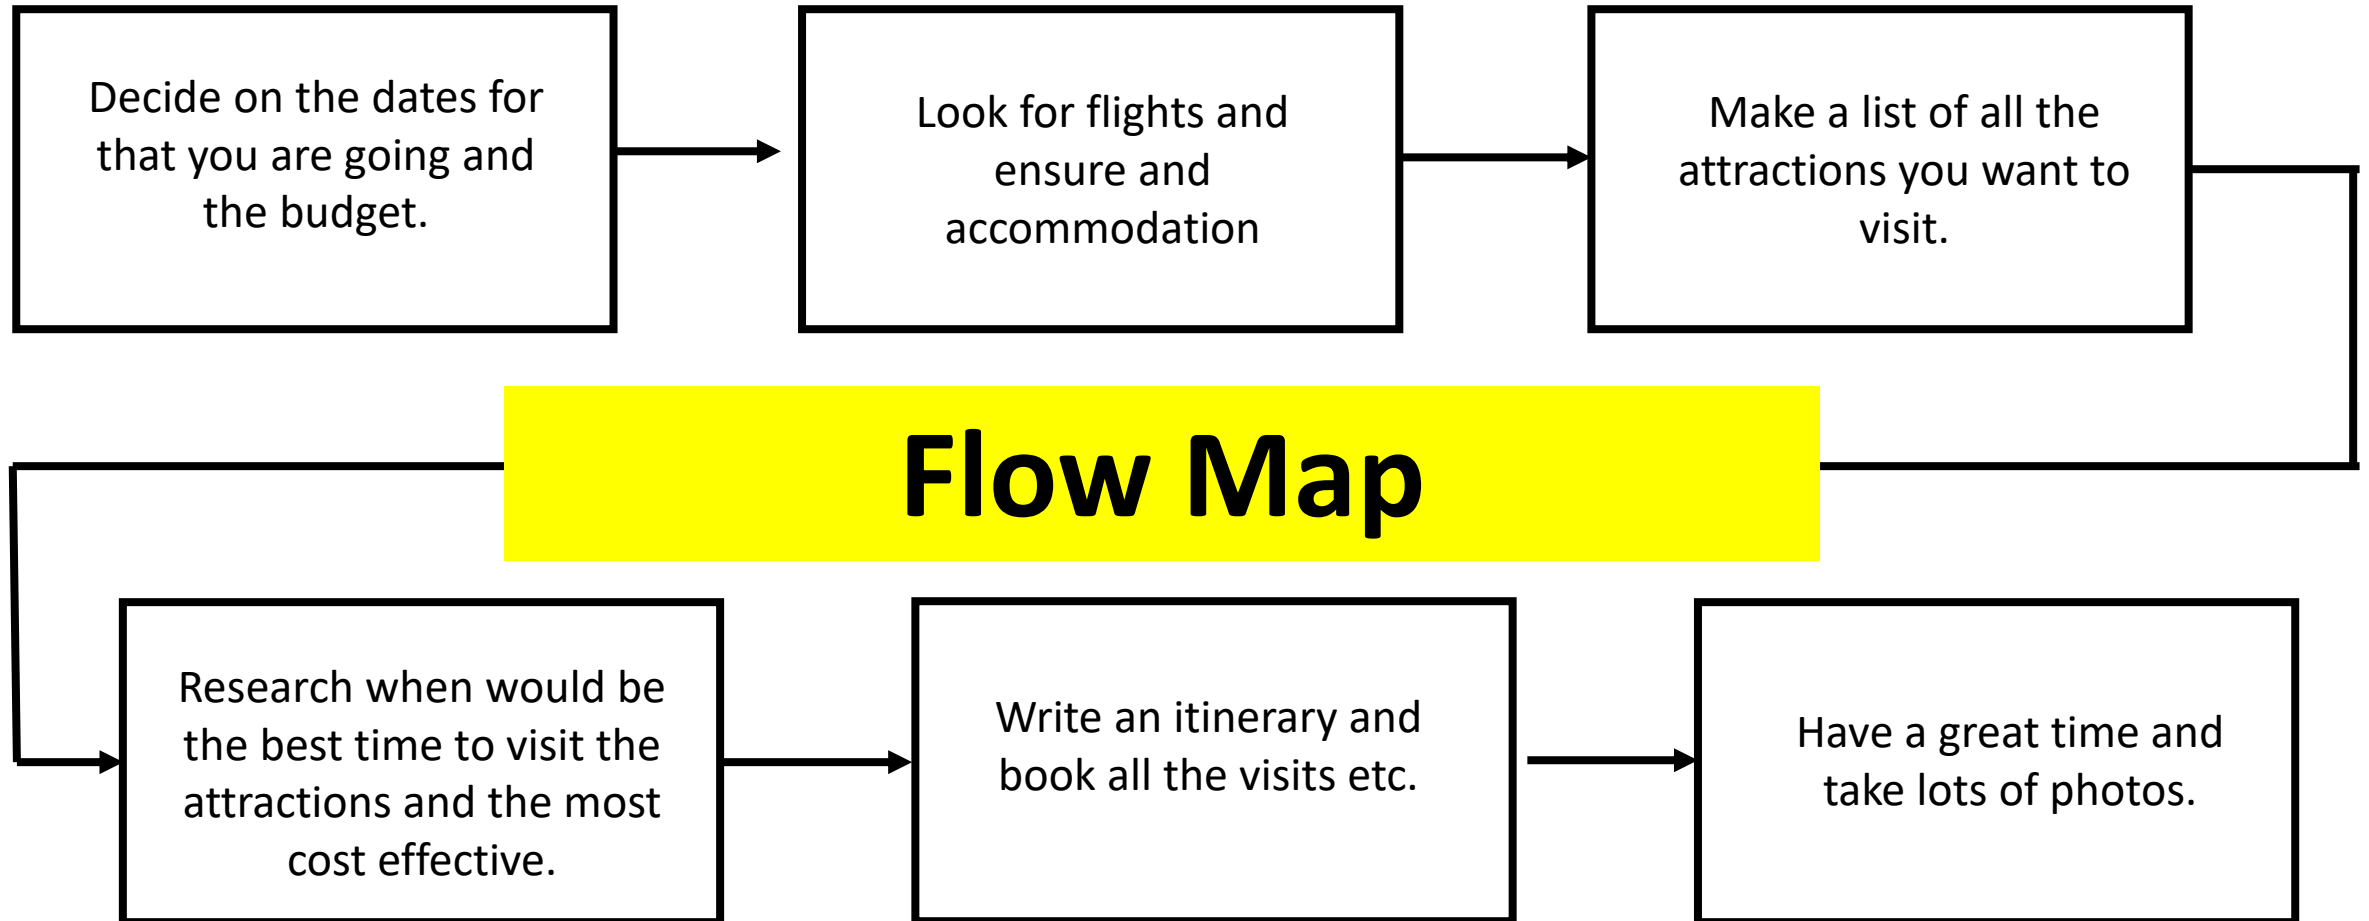 Decide on the dates for
that you are going and
the budget.
Look for flights and
ensure and
accommodation
Make a list of all the
attractions you want to
visit.
Flow Map
Research when would be
the best time to visit the
attractions and the most
cost effective.
Write an itinerary and
book all the visits etc.
Have a great time and
take lots of photos.